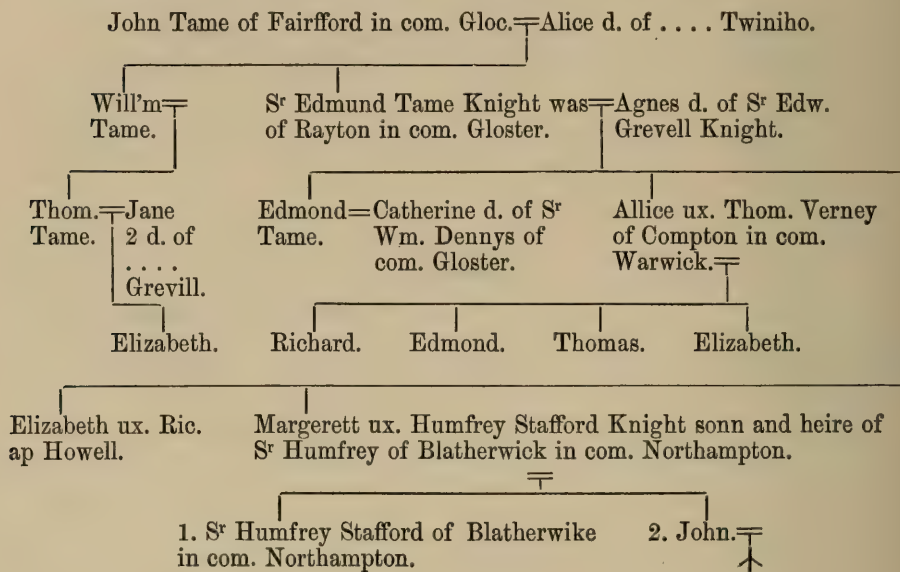 John Tame of Fairfford in com. Gloc.=Alice d. of .... Twiniho.
Will'm= Sʳ Edmund Tame Knight was=Agnes d. of Sʳ Edw.
Tame. of Rayton in com. Gloster. Grevell Knight.
Thom.=Jane Edmond=Catherine d. of Sʳ Allice ux. Thom. Verney
Tame. 2 d. of Tame. Wm. Dennys of of Compton in com.
.... com. Gloster. Warwick.=
Grevill.
Elizabeth. Richard. Edmond. Thomas. Elizabeth.
Elizabeth ux. Ric. Margerett ux. Humfrey Stafford Knight sonn and heire of
ap Howell. Sʳ Humfrey of Blatherwick in com. Northampton.
=
1. Sʳ Humfrey Stafford of Blatherwike 2. John.=
in com. Northampton.